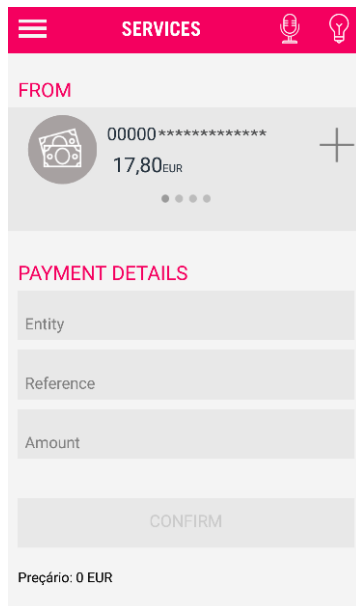 SERVICES
FROM
00000*************
17,80EUR
PAYMENT DETAILS
Entity
Reference
Amount
CONFIRM
Preçário: 0 EUR